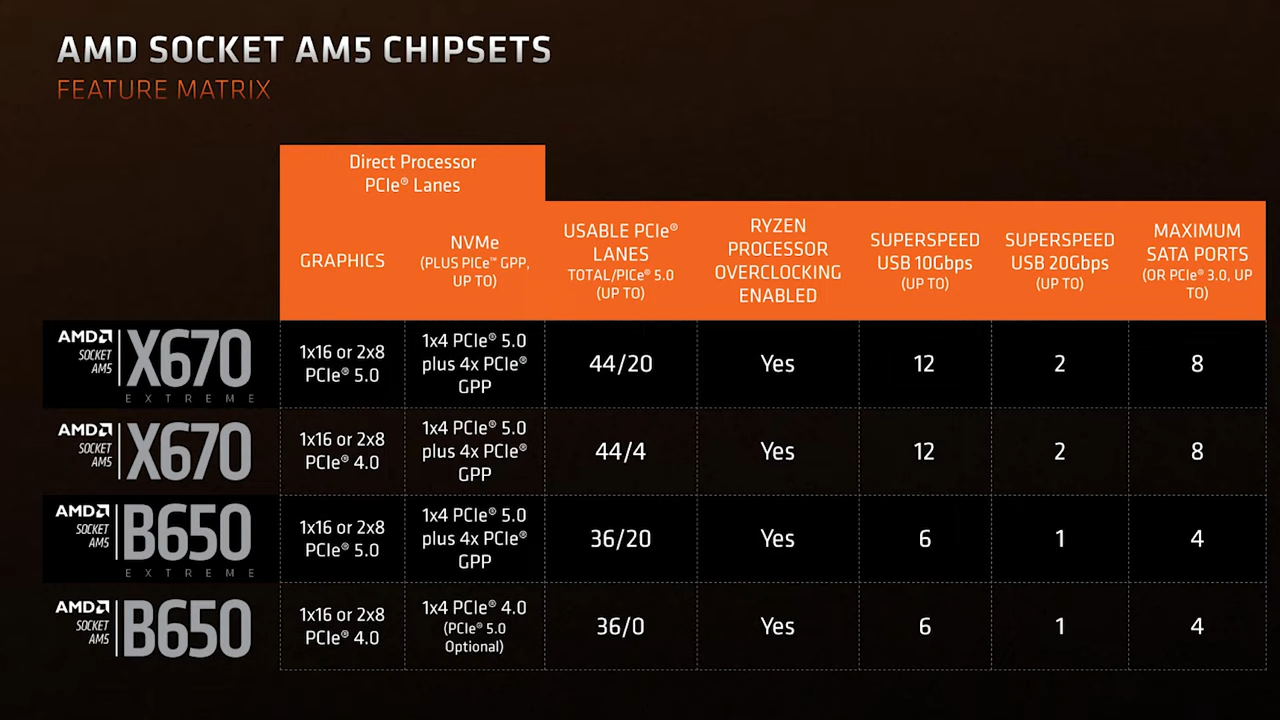 AMD SOCKET AM5 CHIPSETS
FEATURE MATRIX
Direct Processor
PCIe® Lanes
GRAPHICS
NVMe
(PLUS PICe™ GPP,
UP TO)
USABLE PCIe®
LANES
TOTAL/PICe® 5.0
(UP TO)
RYZEN
PROCESSOR
OVERCLOCKING
ENABLED
SUPERSPEED
USB 10Gbps
(UP TO)
SUPERSPEED
USB 20Gbps
(UP TO)
MAXIMUM
SATA PORTS
(OR PCIe® 3.0, UP
TO)
AMD
SOCKET
AM5
X670
EXTREME
1x16 or 2x8
PCIe® 5.0
1x4 PCIe® 5.0
plus 4x PCIe®
GPP
44/20
Yes
12
2
8
AMD
SOCKET
AM5
X670
1x16 or 2x8
PCIe® 4.0
1x4 PCIe® 5.0
plus 4x PCIe®
GPP
44/4
Yes
12
2
8
AMD
SOCKET
AM5
B650
EXTREME
1x16 or 2x8
PCIe® 5.0
1x4 PCIe® 5.0
plus 4x PCIe®
GPP
36/20
Yes
6
1
4
AMD
SOCKET
AM5
B650
1x16 or 2x8
PCIe® 4.0
1x4 PCIe® 4.0
(PCIe® 5.0
Optional)
36/0
Yes
6
1
4